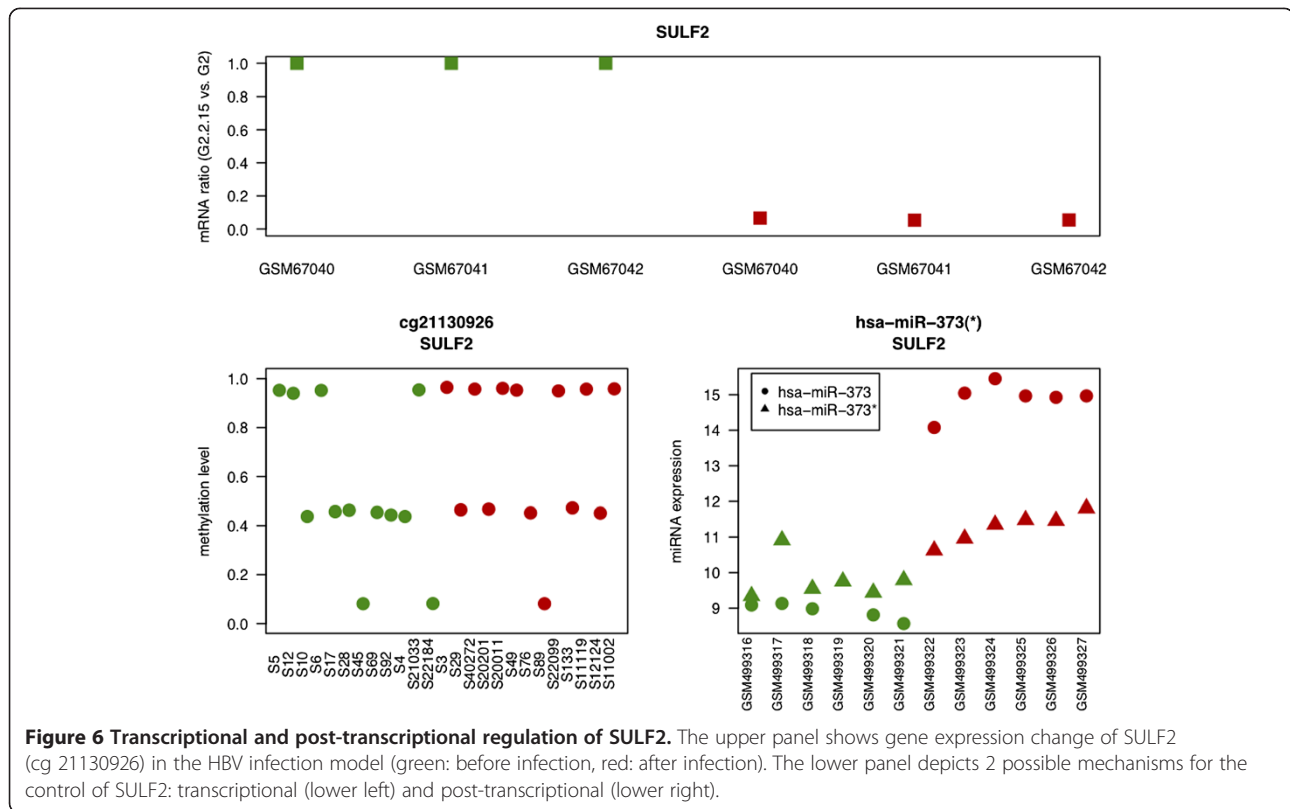 SULF2
mRNA ratio (G2.2.15 vs. G2)
1.0
0.8
0.6
0.4
0.2
0.0
GSM67040 GSM67041 GSM67042 GSM67040 GSM67041 GSM67042
cg21130926
SULF2
methylation level
1.0
0.8
0.6
0.4
0.2
0.0
S5 S12 S10 S6 S17 S28 S45 S69 S92 S4 S21033 S22184 S3 S29 S40272 S20201 S20011 S49 S76 S89 S22099 S133 S11119 S12124 S11002
hsa-miR-373(*)
SULF2
hsa-miR-373
hsa-miR-373*
miRNA expression
15
14
13
12
11
10
9
GSM499316 GSM499317 GSM499318 GSM499319 GSM499320 GSM499321 GSM499322 GSM499323 GSM499324 GSM499325 GSM499326 GSM499327
Figure 6 Transcriptional and post-transcriptional regulation of SULF2. The upper panel shows gene expression change of SULF2
(cg 21130926) in the HBV infection model (green: before infection, red: after infection). The lower panel depicts 2 possible mechanisms for the
control of SULF2: transcriptional (lower left) and post-transcriptional (lower right).